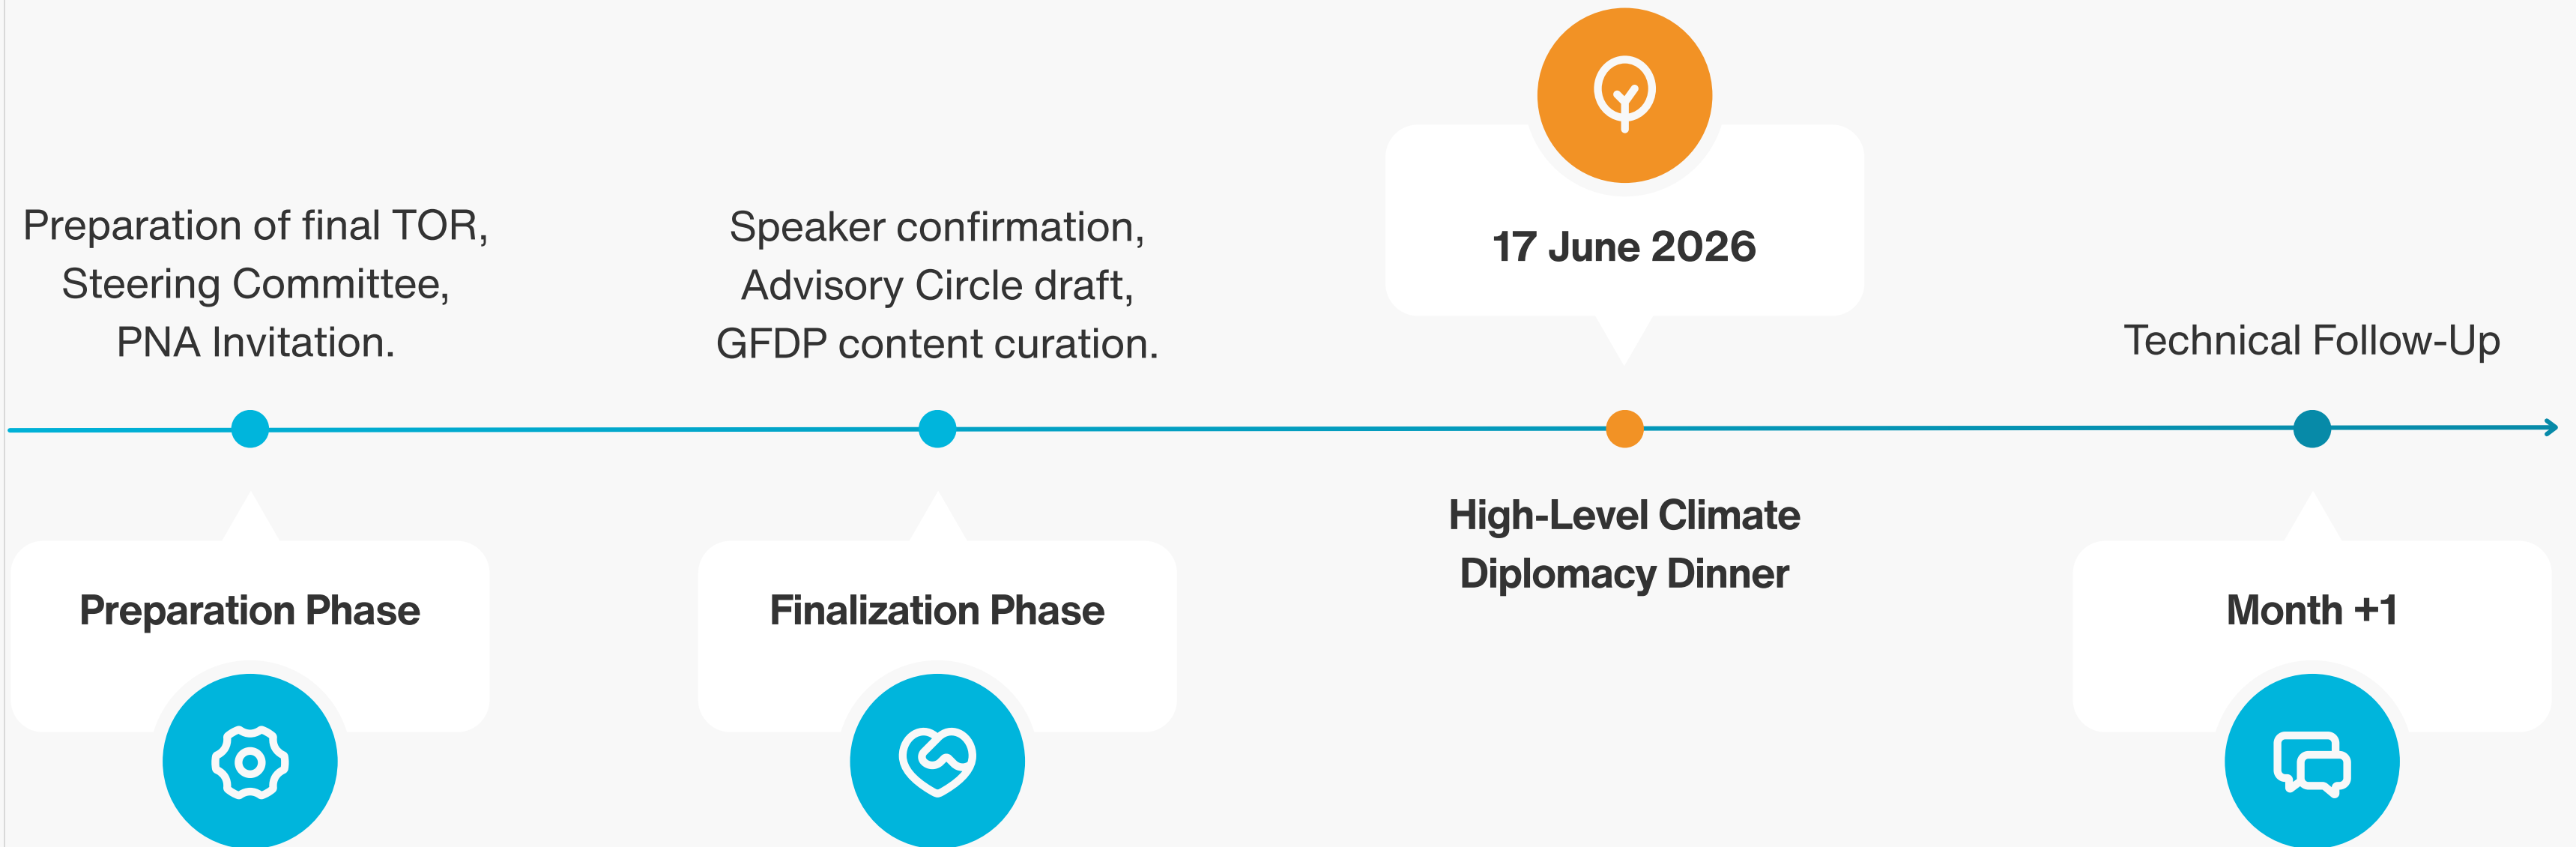 Preparation of final TOR,
Steering Committee,
PNA Invitation.
Preparation Phase
Speaker confirmation,
Advisory Circle draft,
GFDP content curation.
Finalization Phase
17 June 2026
High-Level Climate
Diplomacy Dinner
Technical Follow-Up
Month +1